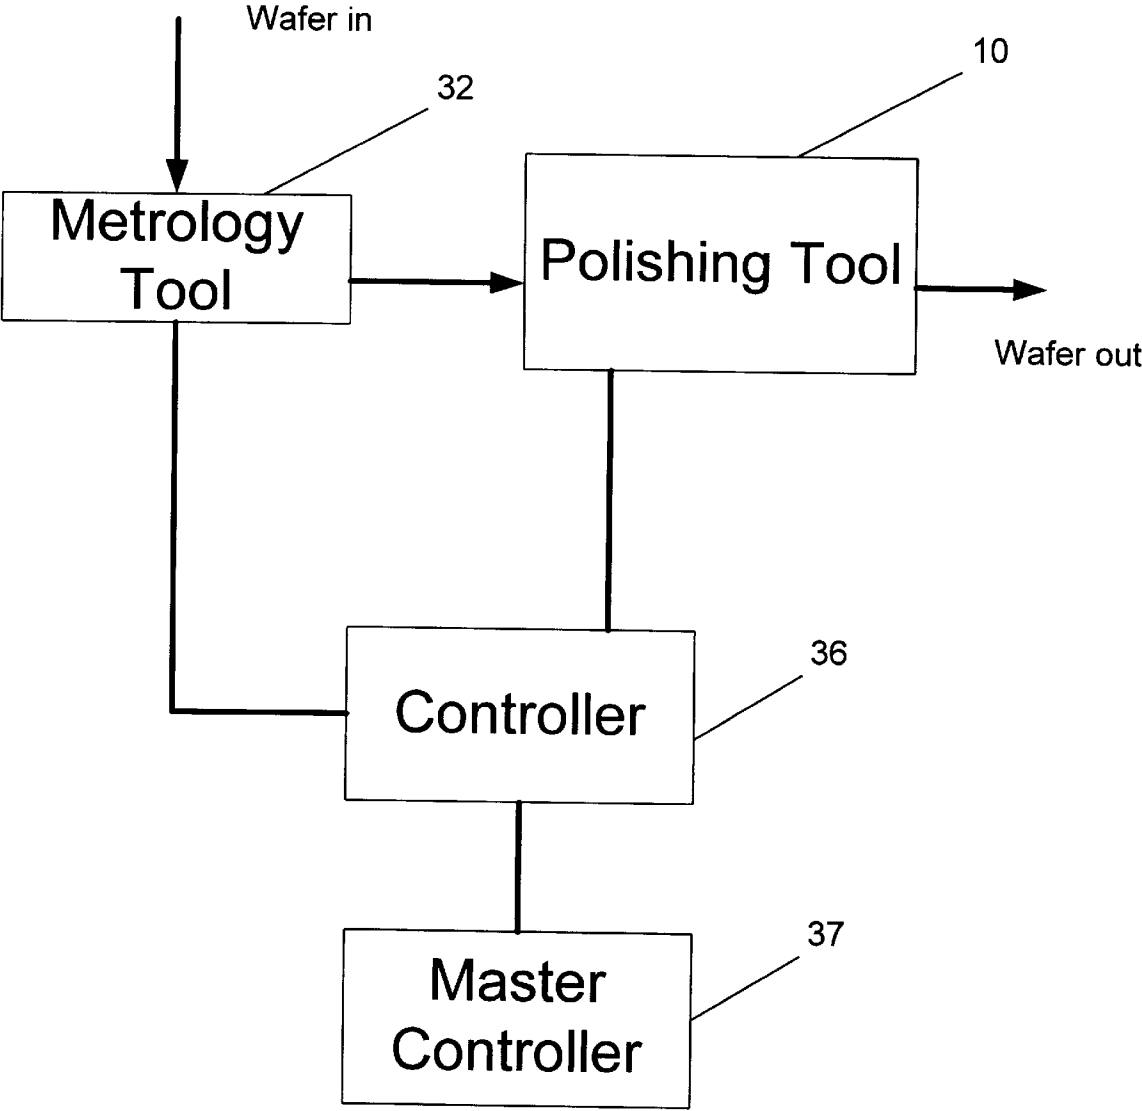 Wafer in
10
32
Metrology
Tool
Polishing Tool
Wafer out
36
Controller
37
Master
Controller